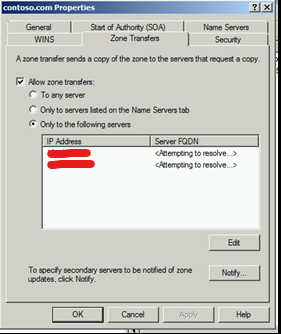 contoso.com Properties
General
Start of Authority (SOA)
Name Servers
WINS
Zone Transfers
Security
A zone transfer sends a copy of the zone to the servers that request a copy.
Allow zone transfers:
To any server
Only to servers listed on the Name Servers tab
Only to the following servers
IP Address
Server FQDN
<Attempting to resolve...>
<Attempting to resolve...>
Edit
To specify secondary servers to be notified of zone
updates, click Notify.
Notify...
OK
Cancel
Apply
Help